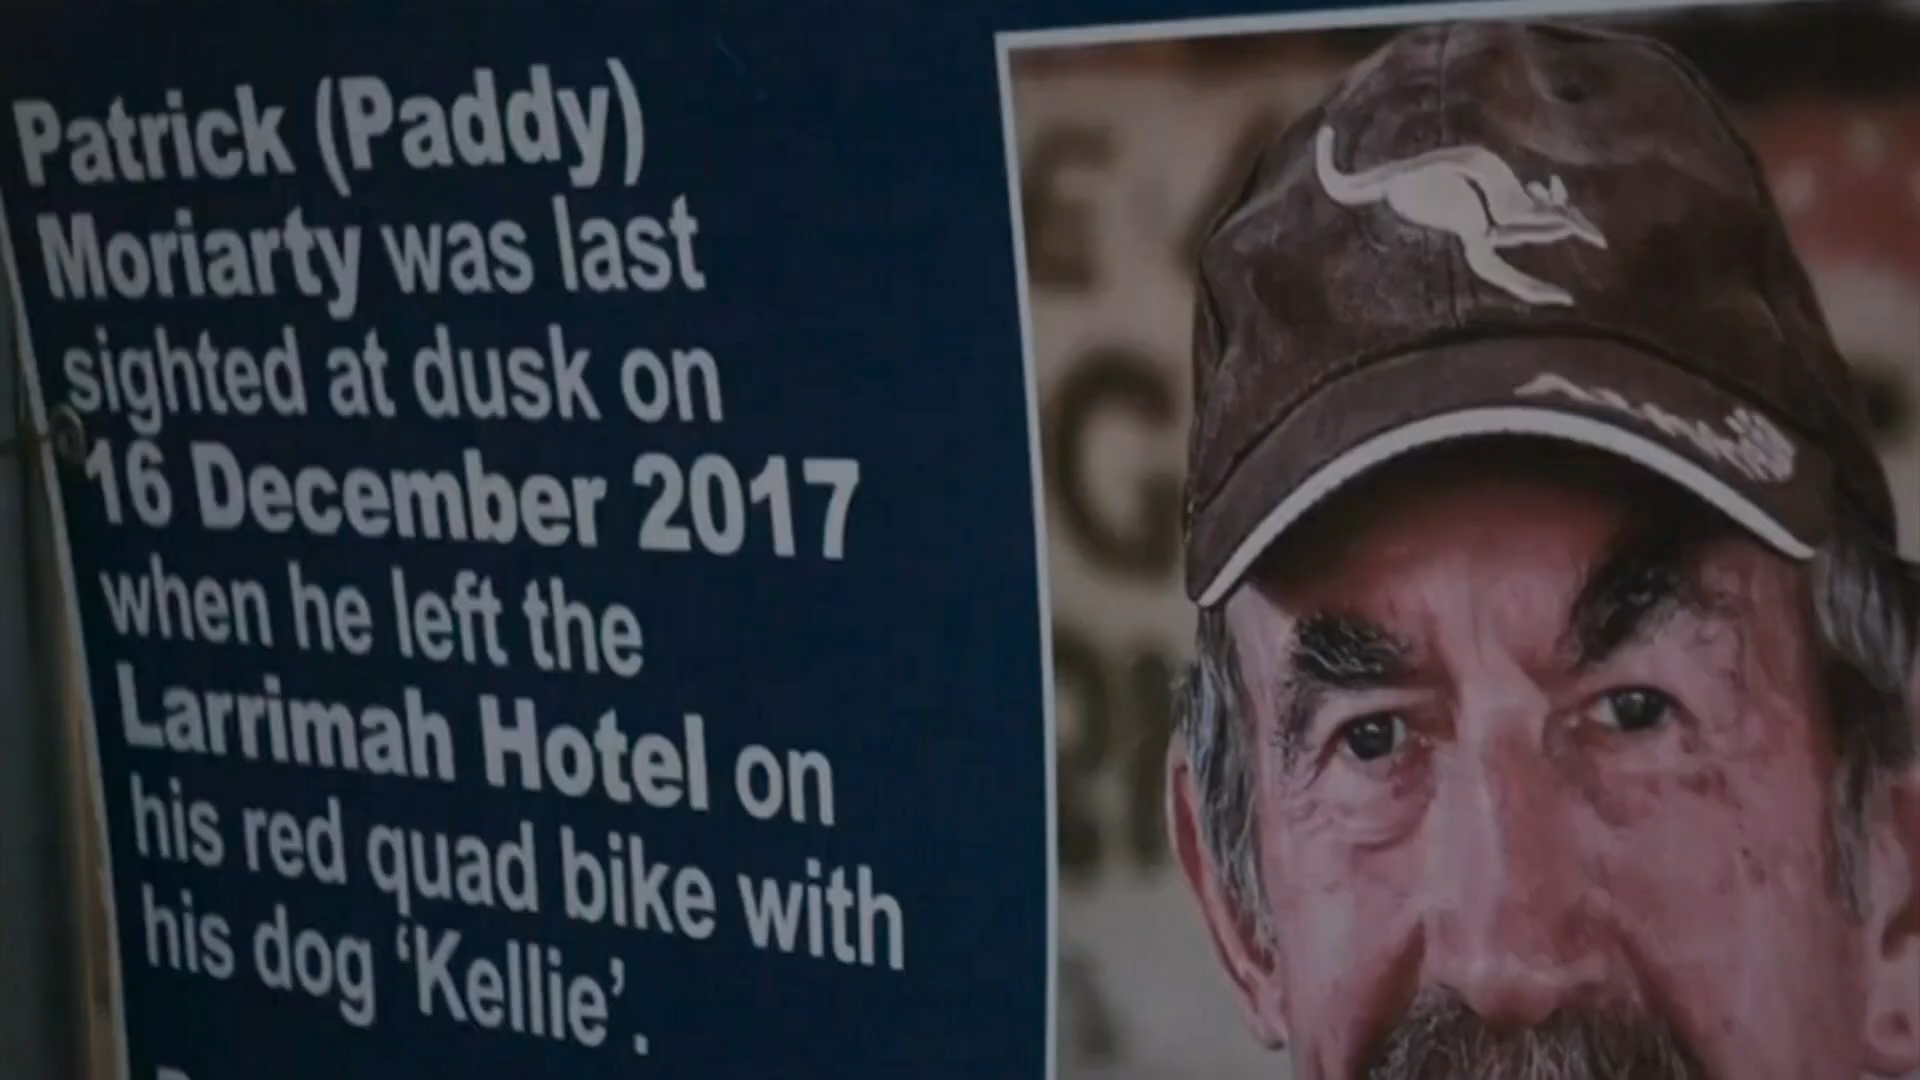 Patrick (Paddy)
Moriarty was last
sighted at dusk on
16 December 2017
when he left the
Larrimah Hotel on
his red quad bike with
his dog ‘Kellie’.